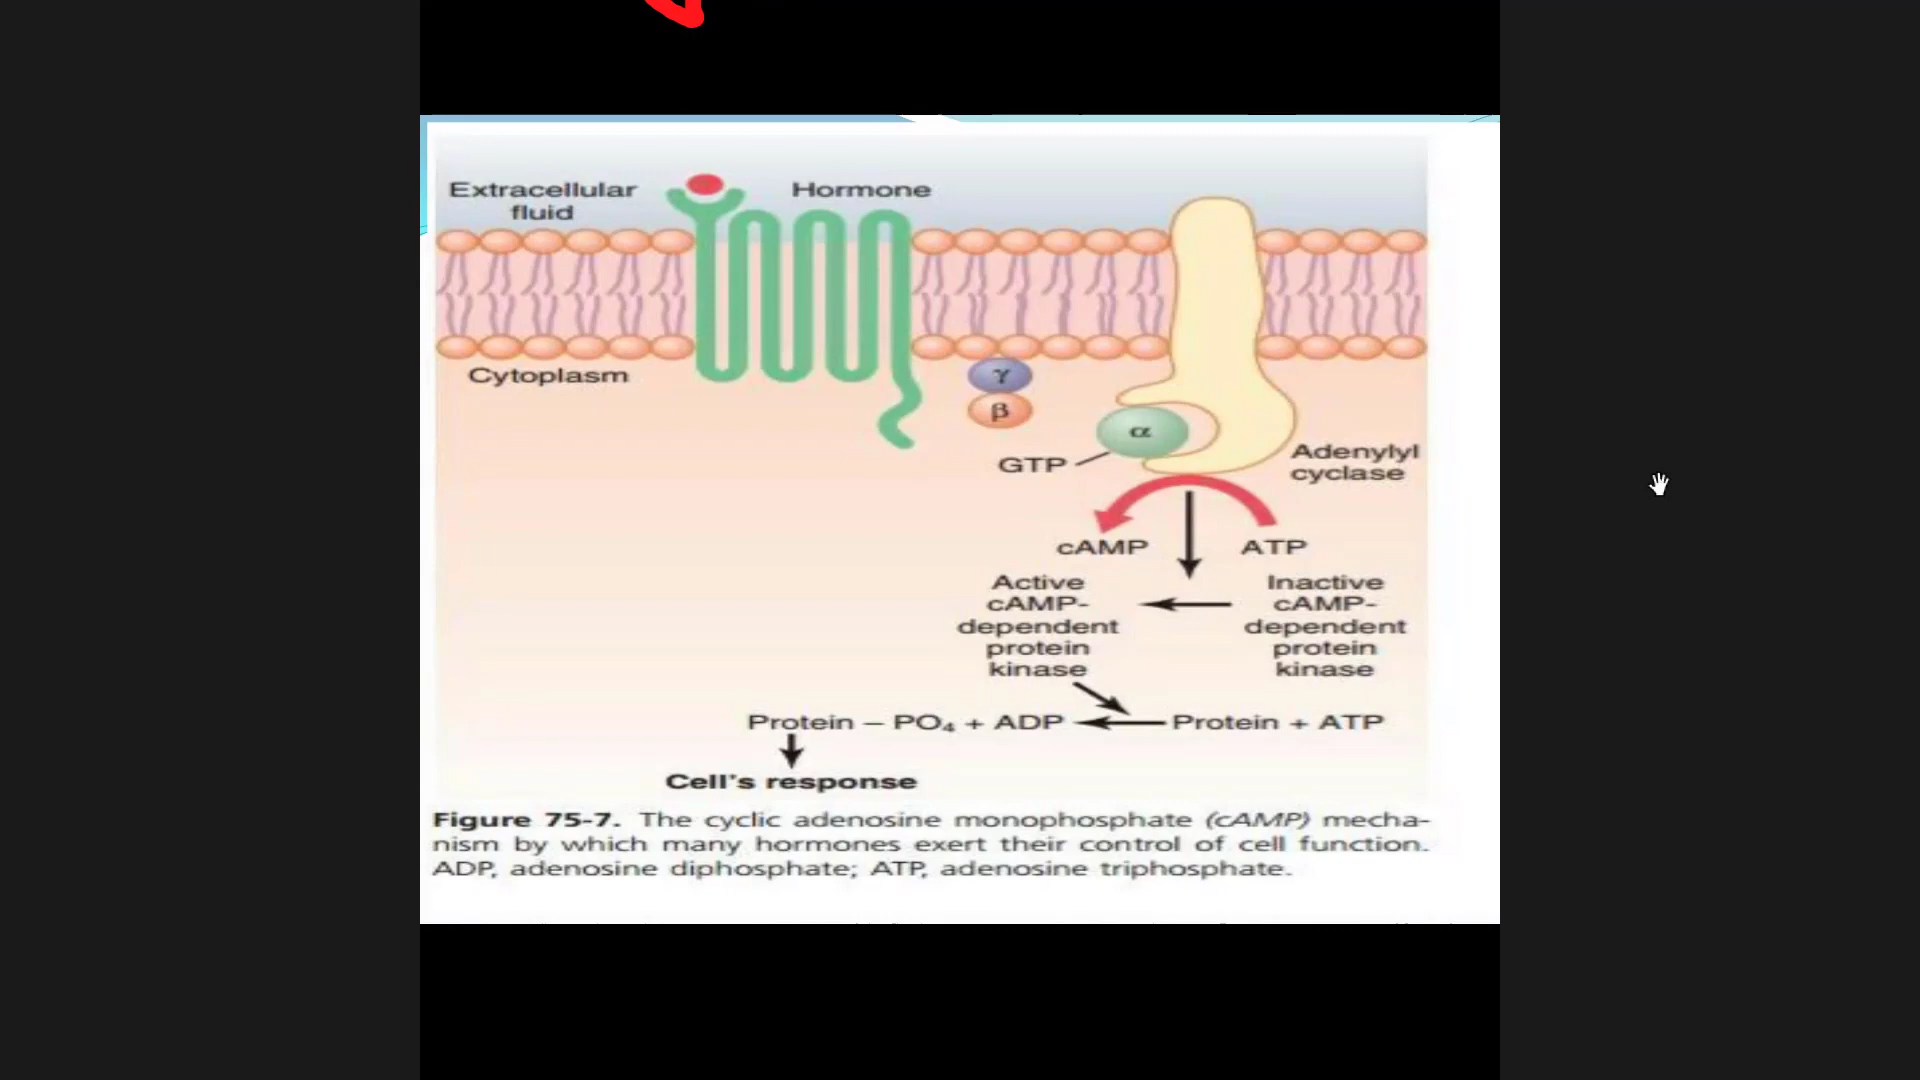 Extracellular
fluid
Hormone
Cytoplasm
γ
β
α
GTP
Adenylyl
cyclase
cAMP
ATP
Active
cAMP-
dependent
protein
kinase
Inactive
cAMP-
dependent
protein
kinase
Protein – PO₄ + ADP
Protein + ATP
Cell's response
Figure 75-7. The cyclic adenosine monophosphate (cAMP) mecha-
nism by which many hormones exert their control of cell function.
ADP, adenosine diphosphate; ATP, adenosine triphosphate.